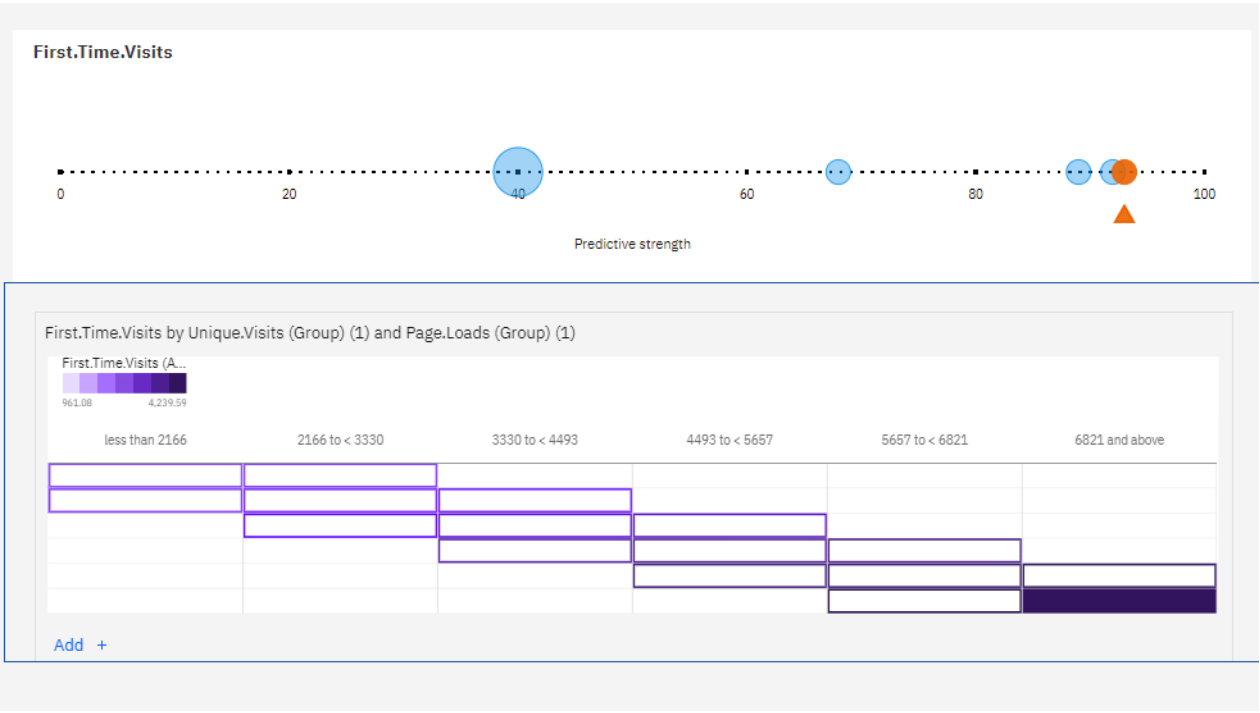 First.Time.Visits
0 20 40 60 80 100
Predictive strength
First.Time.Visits by Unique.Visits (Group) (1) and Page.Loads (Group) (1)
First.Time.Visits (A...
961.08 4,239.59
less than 2166 2166 to < 3330 3330 to < 4493 4493 to < 5657 5657 to < 6821 6821 and above
Add +